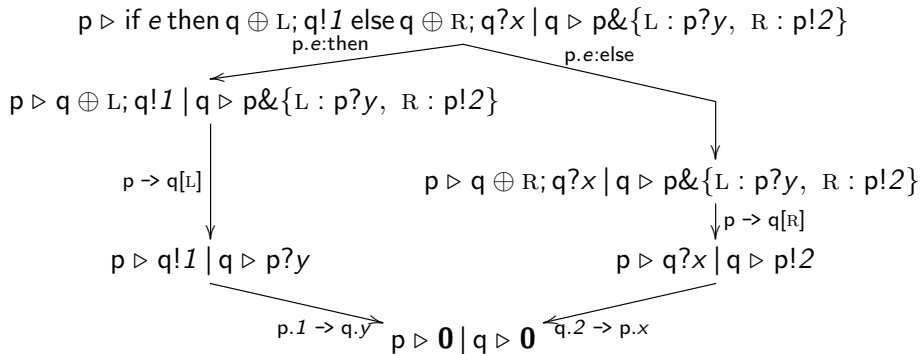 p ▷ if e then q ⊕ L; q!1 else q ⊕ R; q?x | q ▷ p&{L : p?y, R : p!2}
p.e:then
p.e:else
p ▷ q ⊕ L; q!1 | q ▷ p&{L : p?y, R : p!2}
p -> q[L]
p ▷ q ⊕ R; q?x | q ▷ p&{L : p?y, R : p!2}
p -> q[R]
p ▷ q!1 | q ▷ p?y
p ▷ q?x | q ▷ p!2
p.1 -> q.y
q.2 -> p.x
p ▷ 0 | q ▷ 0